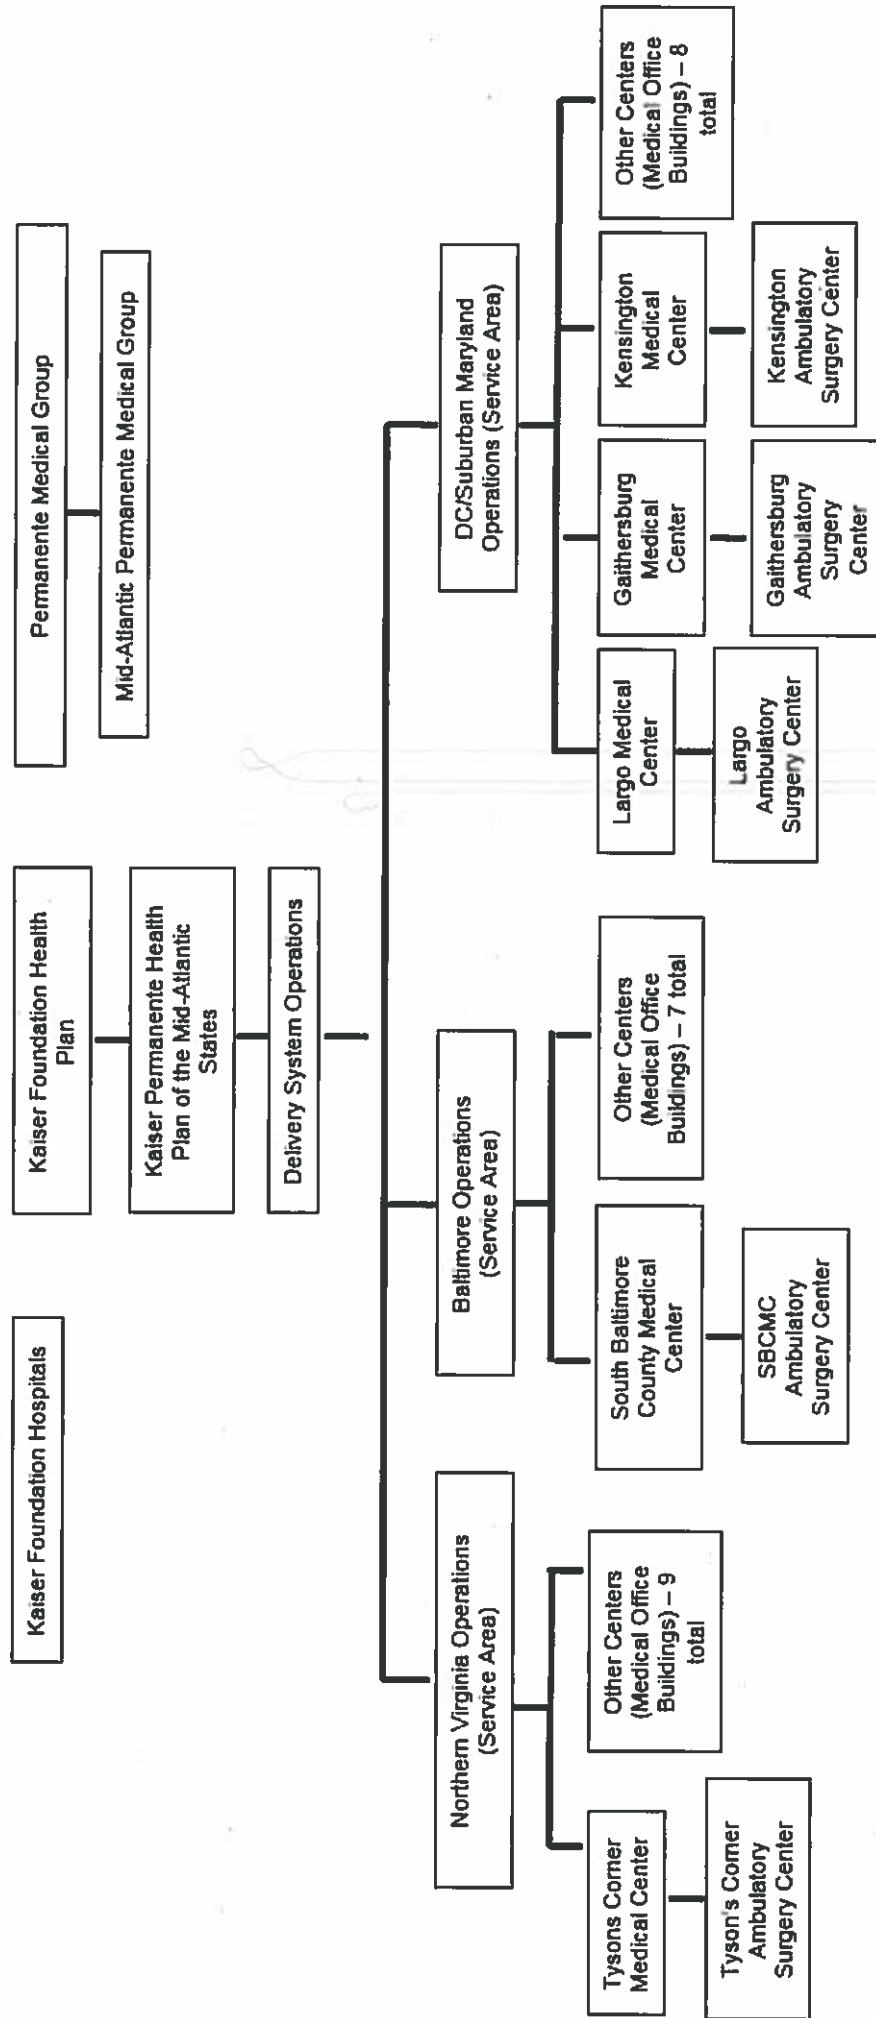 Kaiser Foundation Hospitals
Kaiser Foundation Health
Plan
Permanente Medical Group
Kaiser Permanente Health
Plan of the Mid-Atlantic
States
Mid-Atlantic Permanente Medical Group
Delivery System Operations
Northern Virginia Operations
(Service Area)
Baltimore Operations
(Service Area)
DC/Suburban Maryland
Operations (Service Area)
Tysons Corner
Medical Center
Other Centers
(Medical Office
Buildings) – 9
total
South Baltimore
County Medical
Center
Other Centers
(Medical Office
Buildings) – 7 total
Largo Medical
Center
Gaithersburg
Medical
Center
Kensington
Medical
Center
Other Centers
(Medical Office
Buildings) – 8
total
Tyson's Corner
Ambulatory
Surgery Center
SBCMC
Ambulatory
Surgery Center
Largo
Ambulatory
Surgery Center
Gaithersburg
Ambulatory
Surgery
Center
Kensington
Ambulatory
Surgery Center